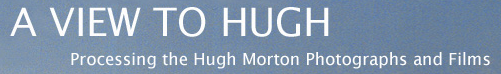 A VIEW TO HUGH
Processing the Hugh Morton Photographs and Films